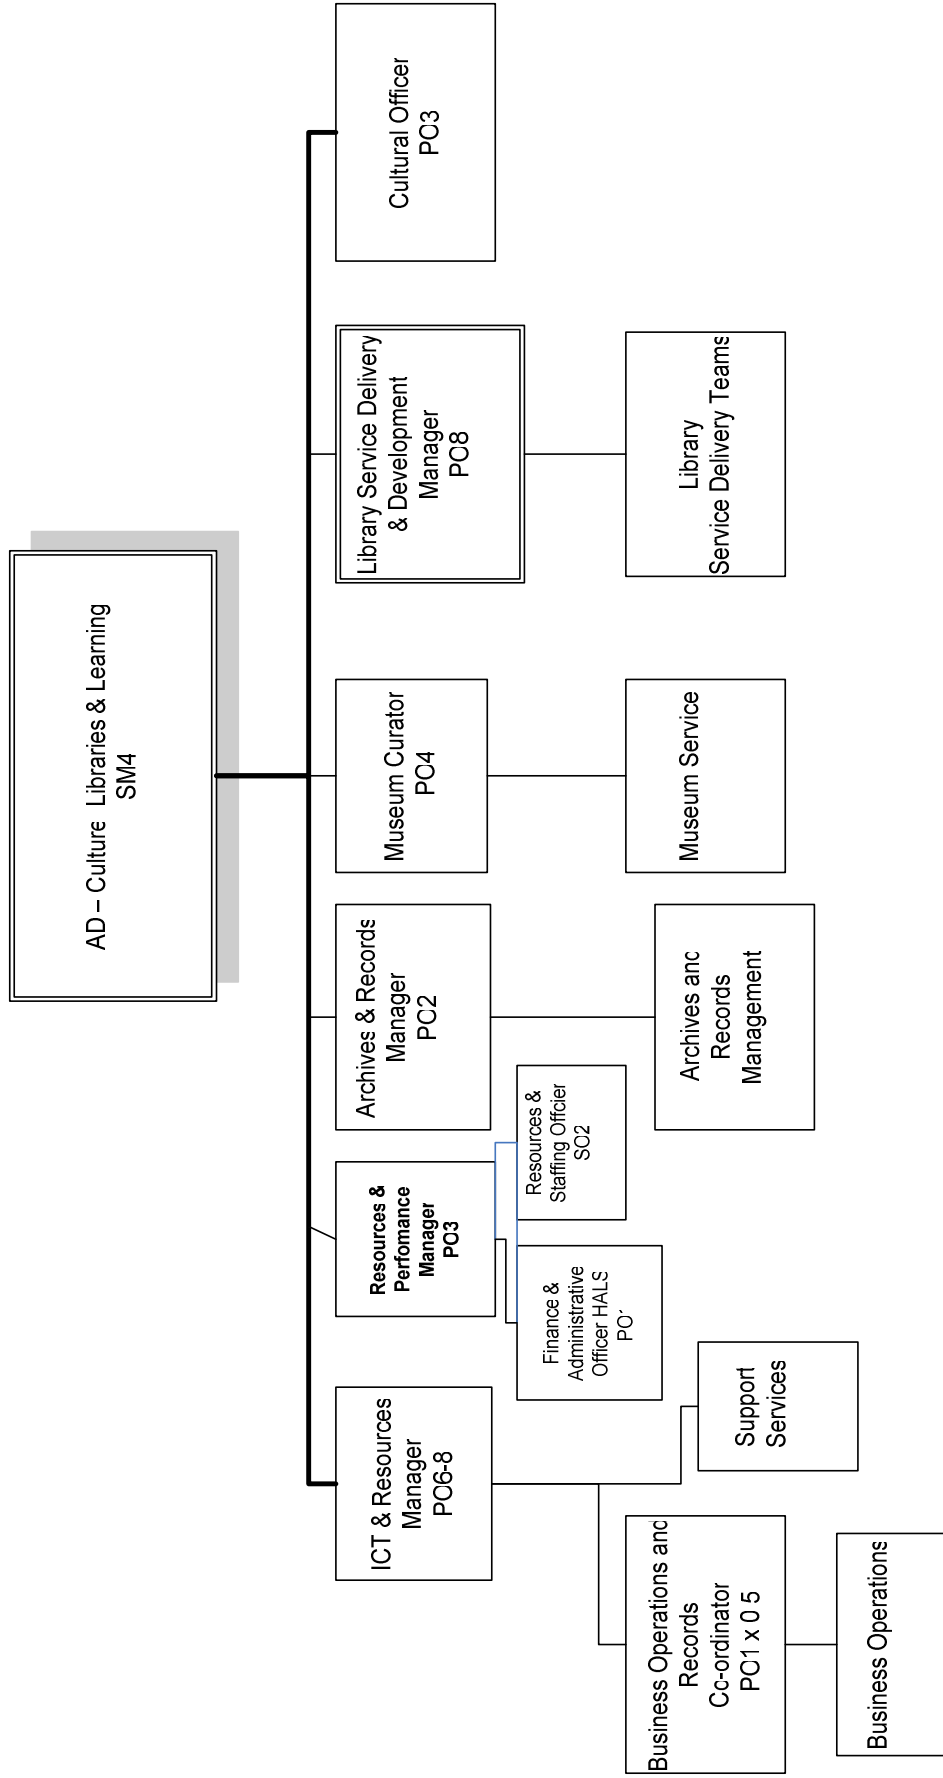 AD – Culture Libraries & Learning
SM4
ICT & Resources
Manager
PO6-8
Resources &
Perfomance
Manager
PO3
Archives & Records
Manager
PO2
Museum Curator
PO4
Library Service Delivery
& Development
Manager
PO8
Cultural Officer
PO3
Finance &
Administrative
Officer HALS
Resources &
Staffing Offcier
SO2
Business Operations and
Records
Co-ordinator
PO1 x 0 5
Support
Services
Archives and
Records
Management
Museum Service
Library
Service Delivery Teams
Business Operations